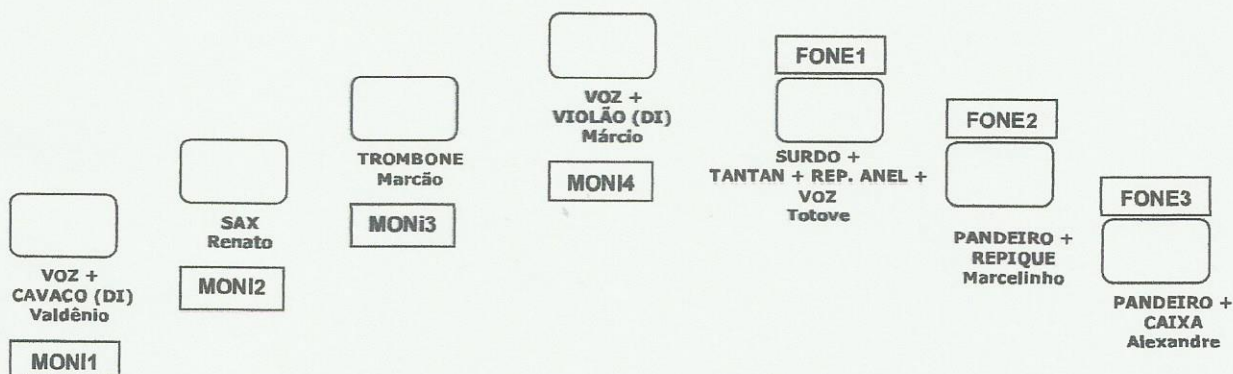 VOZ +
CAVACO (DI)
Valdênio
MONI1
SAX
Renato
MONI2
TROMBONE
Marcão
MONi3
VOZ +
VIOLÃO (DI)
Márcio
MONI4
FONE1
SURDO +
TANTAN + REP. ANEL +
VOZ
Totove
FONE2
PANDEIRO +
REPIQUE
Marcelinho
FONE3
PANDEIRO +
CAIXA
Alexandre